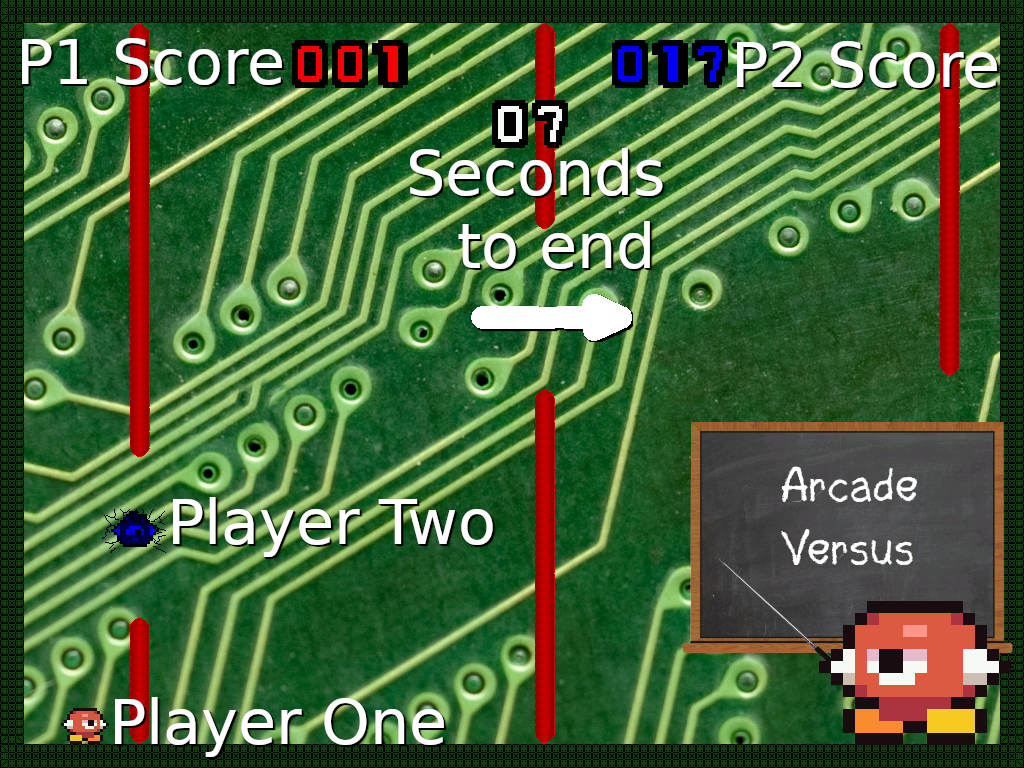 P1 Score 001
017 P2 Score
07
Seconds
to end
Arcade
Versus
Player Two
Player One